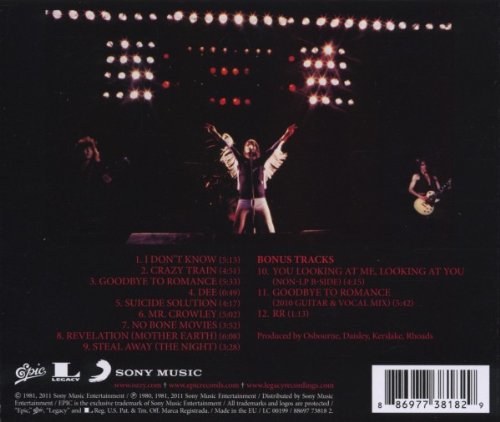 1. I DON'T KNOW (5:13)
2. CRAZY TRAIN (4:51)
3. GOODBYE TO ROMANCE (5:33)
4. DEE (0:49)
5. SUICIDE SOLUTION (4:17)
6. MR. CROWLEY (5:02)
7. NO BONE MOVIES (3:52)
8. REVELATION (MOTHER EARTH) (6:08)
9. STEAL AWAY (THE NIGHT) (3:28)
BONUS TRACKS
10. YOU LOOKING AT ME, LOOKING AT YOU
(NON-LP B-SIDE) (4:15)
11. GOODBYE TO ROMANCE
(2010 GUITAR & VOCAL MIX) (5:42)
12. RR (1:13)
Produced by Osbourne, Daisley, Kerslake, Rhoads
Epic L LEGACY SONY MUSIC
www.ozzy.com – www.epicrecords.com – www.legacyrecordings.com
© 1981, 2011 Sony Music Entertainment / ℗ 1980, 1981, 2011 Sony Music Entertainment / Distributed by Sony Music
Entertainment / EPIC is the exclusive trademark of Sony Music Entertainment / All trademarks and logos are protected /
"Epic," Epic, "Legacy" and L Reg. U.S. Pat. & Tm. Off. Marca Registrada. / Made in the EU / LC 00199 / 88697 73818 2.
8 86977 38182 9